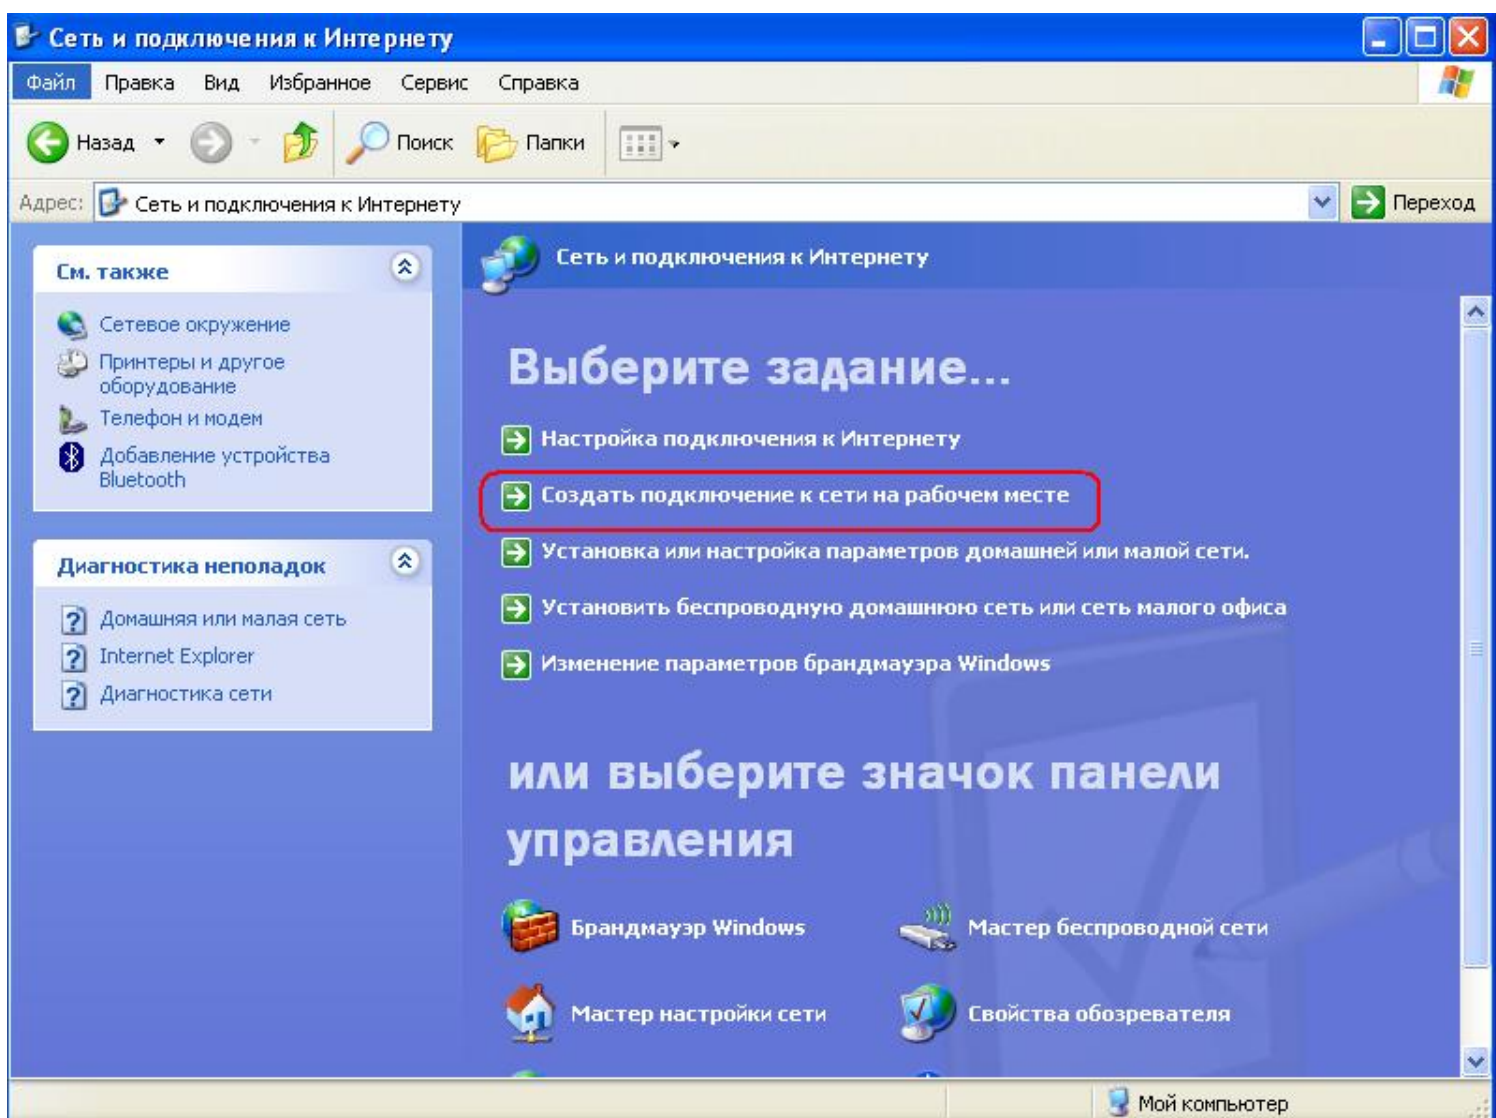 Сеть и подключения к Интернету
Файл Правка Вид Избранное Сервис Справка
Назад Поиск Папки
Адрес: Сеть и подключения к Интернету Переход
См. также
Сетевое окружение
Принтеры и другое
оборудование
Телефон и модем
Добавление устройства
Bluetooth
Диагностика неполадок
Домашняя или малая сеть
Internet Explorer
Диагностика сети
Сеть и подключения к Интернету
Выберите задание...
Настройка подключения к Интернету
Создать подключение к сети на рабочем месте
Установка или настройка параметров домашней или малой сети.
Установить беспроводную домашнюю сеть или сеть малого офиса
Изменение параметров брандмауэра Windows
или выберите значок панели
управления
Брандмауэр Windows
Мастер беспроводной сети
Мастер настройки сети
Свойства обозревателя
Мой компьютер